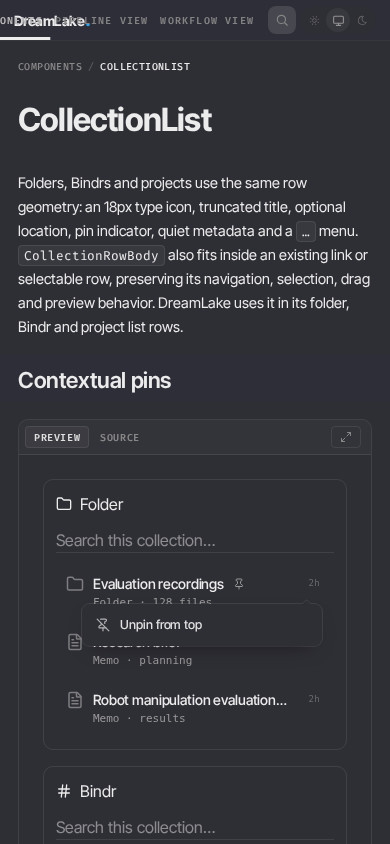 DreamLake. PIPELINE VIEW WORKFLOW VIEW
COMPONENTS / COLLECTIONLIST
CollectionList
Folders, Bindrs and projects use the same row
geometry: an 18px type icon, truncated title, optional
location, pin indicator, quiet metadata and a … menu.
CollectionRowBody also fits inside an existing link or
selectable row, preserving its navigation, selection, drag
and preview behavior. DreamLake uses it in its folder,
Bindr and project list rows.
Contextual pins
PREVIEW SOURCE
Folder
Search this collection…
Evaluation recordings 2h
Folder · 128 files
Unpin from top
Memo · planning
Robot manipulation evaluation… 2h
Memo · results
Bindr
Search this collection…